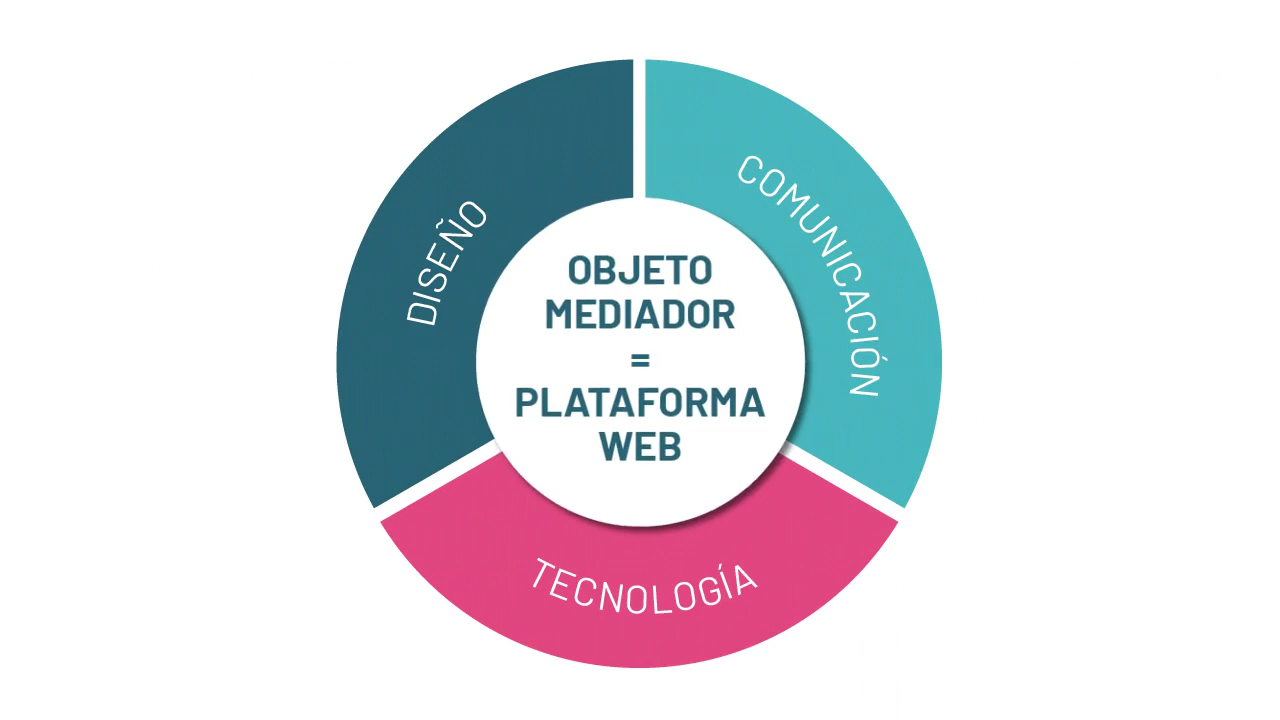 DISEÑO
COMUNICACIÓN
OBJETO
MEDIADOR
=
PLATAFORMA
WEB
TECNOLOGÍA